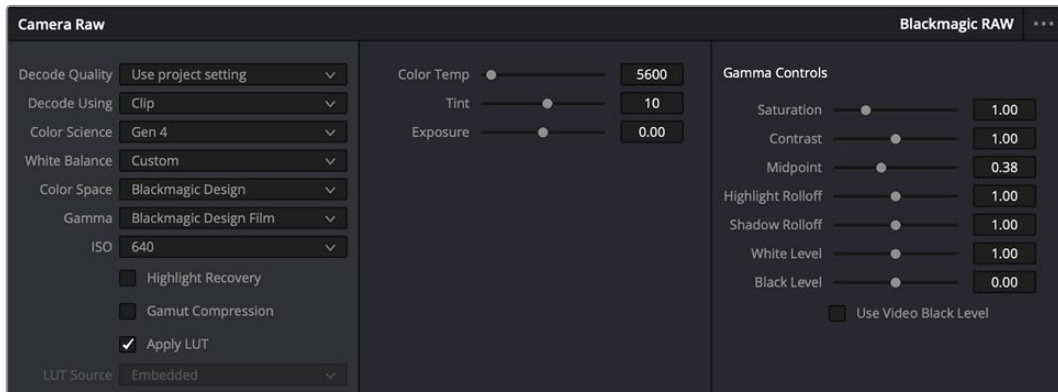 Camera Raw
Blackmagic RAW
Decode Quality Use project setting
Decode Using Clip
Color Science Gen 4
White Balance Custom
Color Space Blackmagic Design
Gamma Blackmagic Design Film
ISO 640
Highlight Recovery
Gamut Compression
Apply LUT
LUT Source Embedded
Color Temp 5600
Tint 10
Exposure 0.00
Gamma Controls
Saturation 1.00
Contrast 1.00
Midpoint 0.38
Highlight Rolloff 1.00
Shadow Rolloff 1.00
White Level 1.00
Black Level 0.00
Use Video Black Level